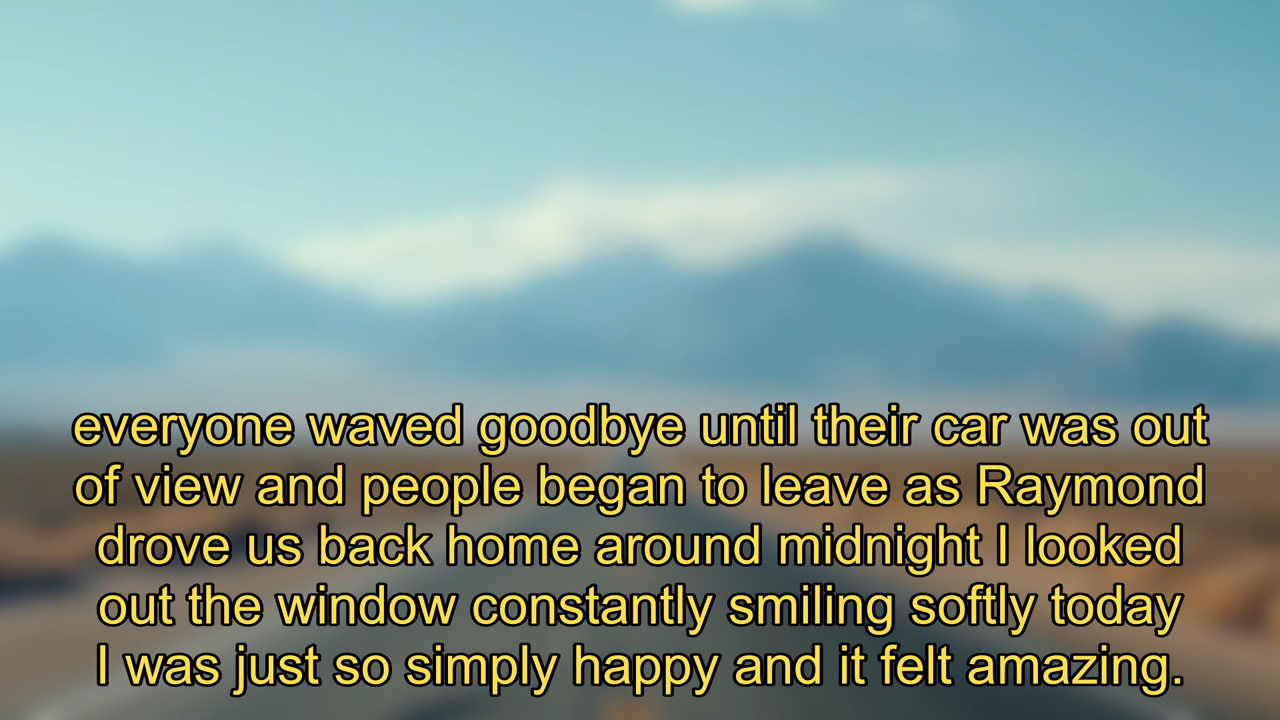 everyone waved goodbye until their car was out
of view and people began to leave as Raymond
drove us back home around midnight I looked
out the window constantly smiling softly today
I was just so simply happy and it felt amazing.